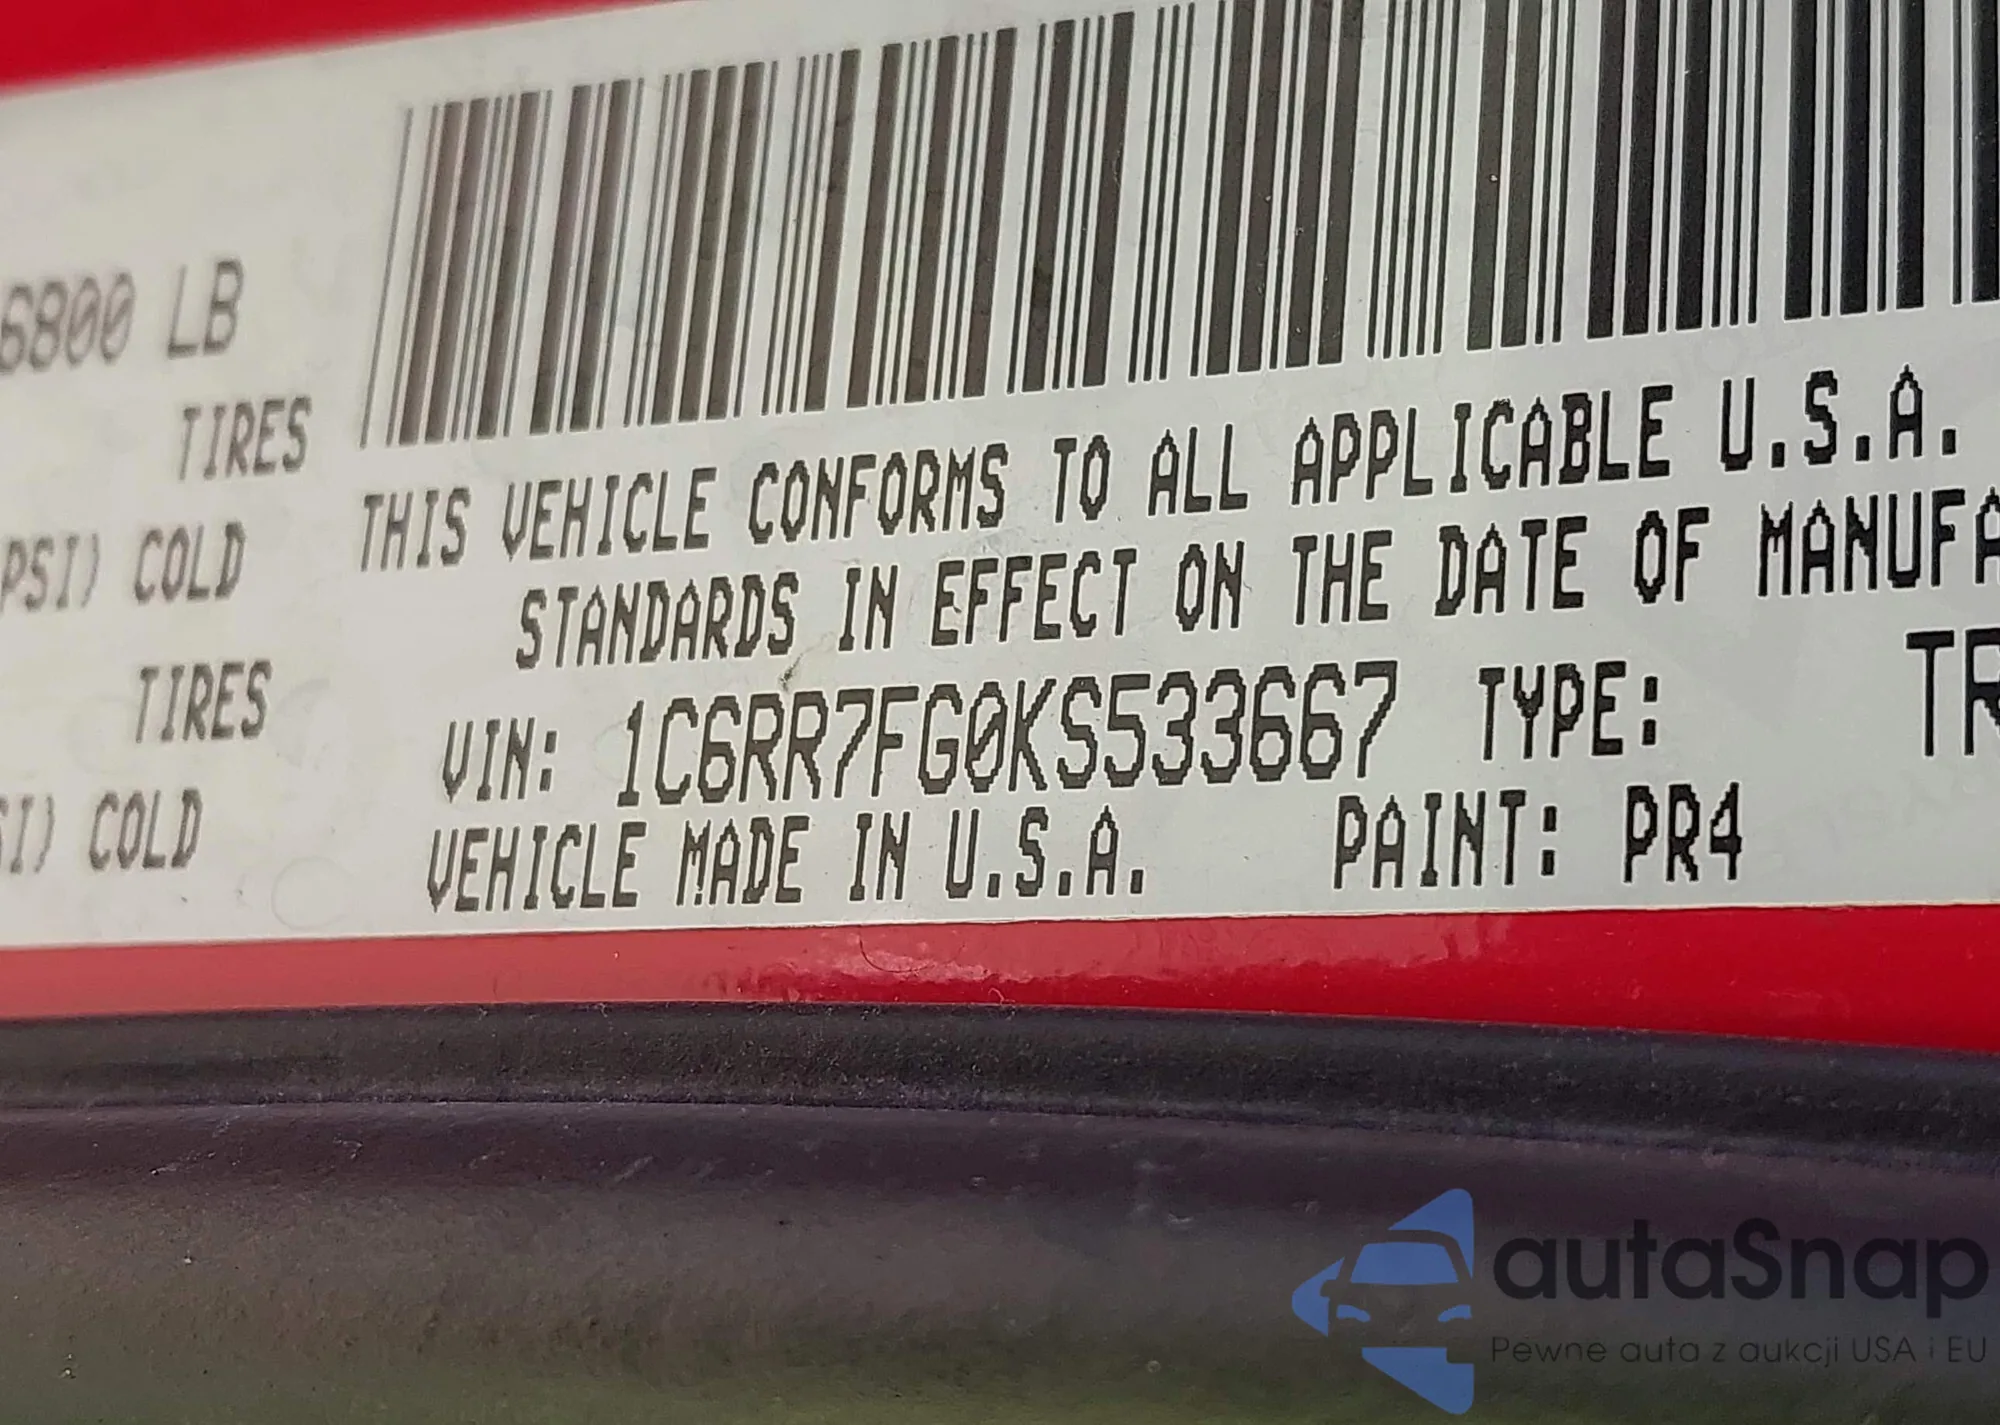 6800 LB
TIRES
PSI) COLD
TIRES
SI) COLD
THIS VEHICLE CONFORMS TO ALL APPLICABLE U.S.A.
STANDARDS IN EFFECT ON THE DATE OF MANUFA
VIN: 1C6RR7FG0KS533667 TYPE: TR
VEHICLE MADE IN U.S.A. PAINT: PR4
autaSnap
Pewne auta z aukcji USA i EU